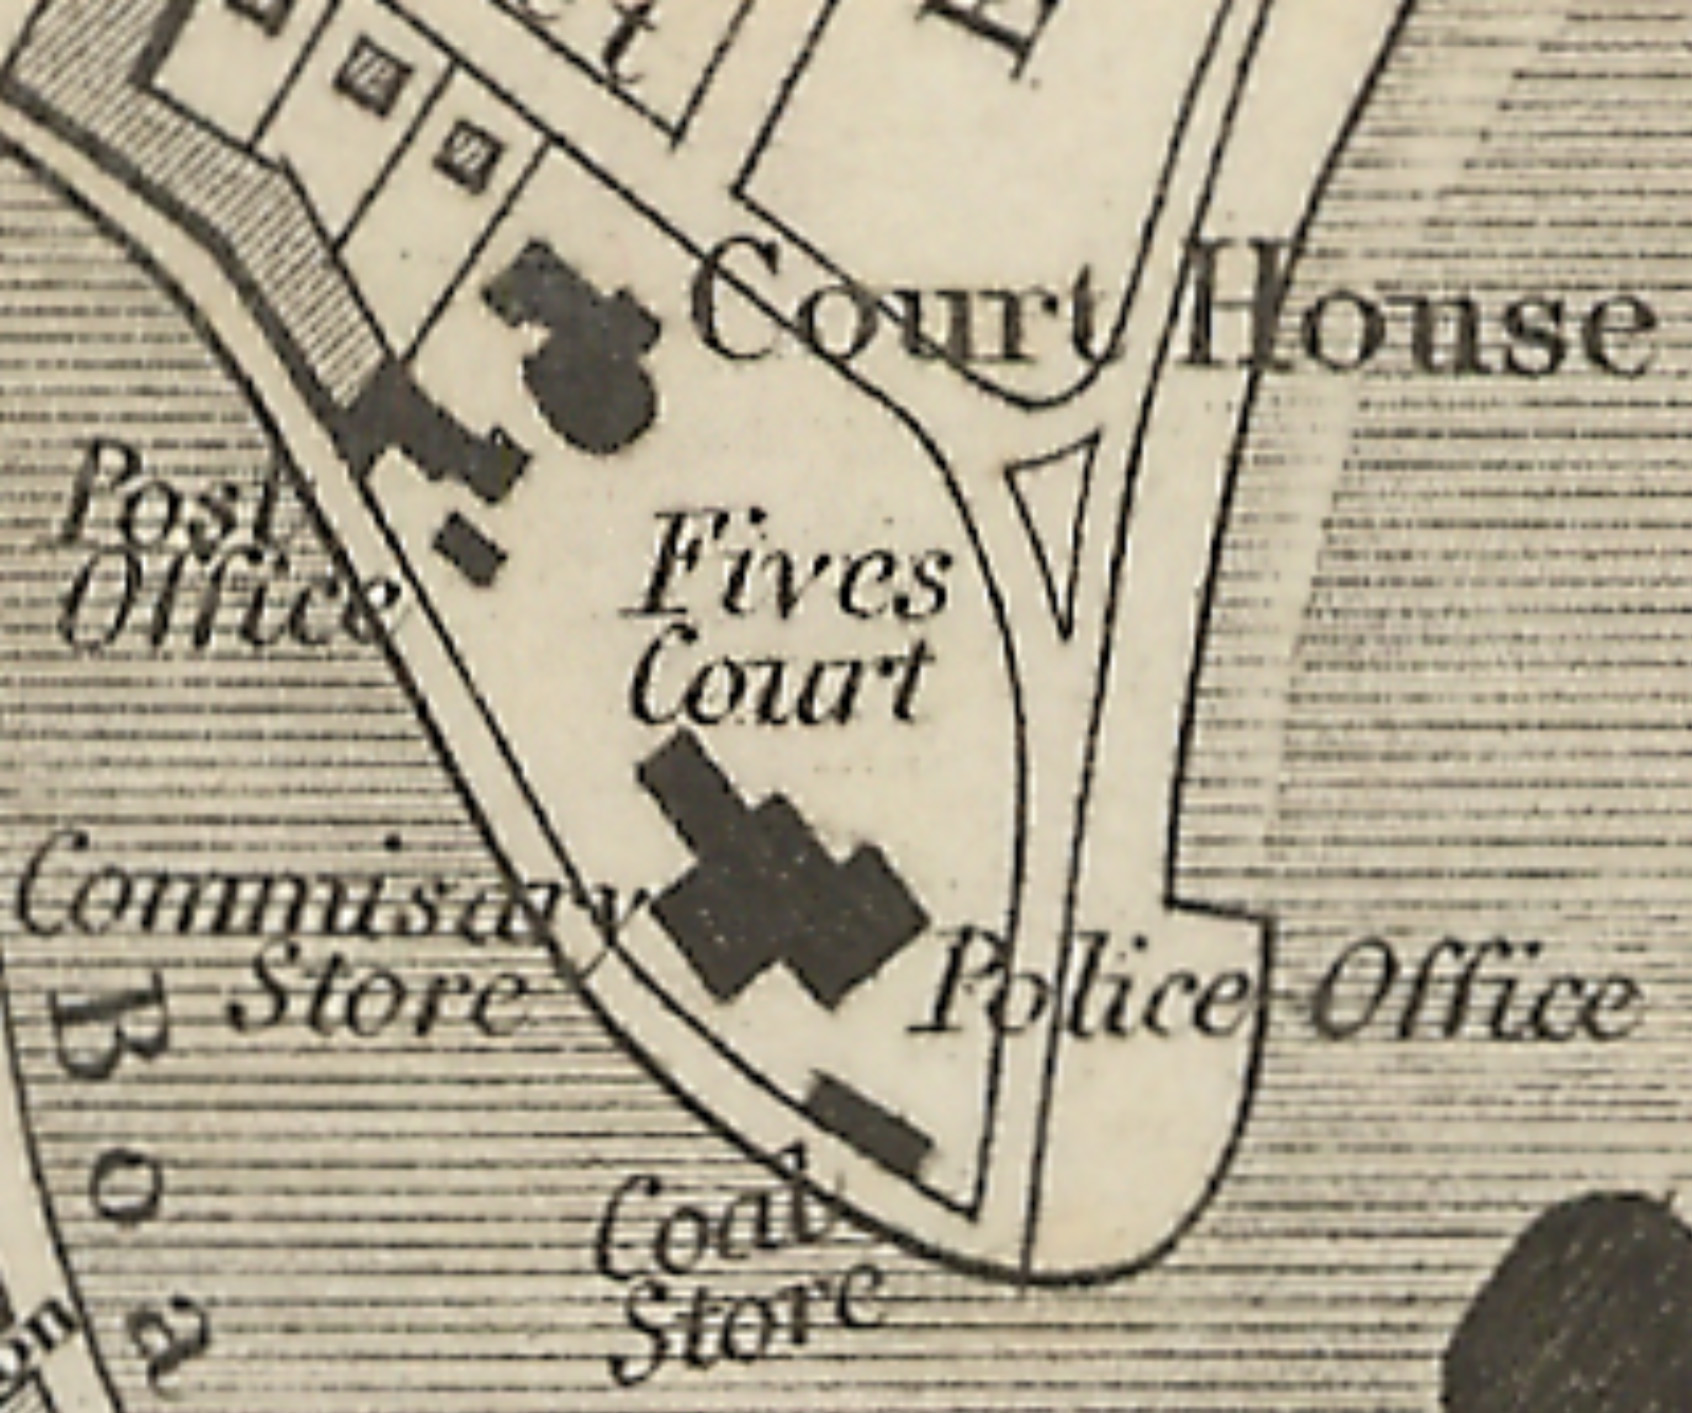 Court House
Post
Office
Fives
Court
Commisary
Store
Police Office
Coal
Store